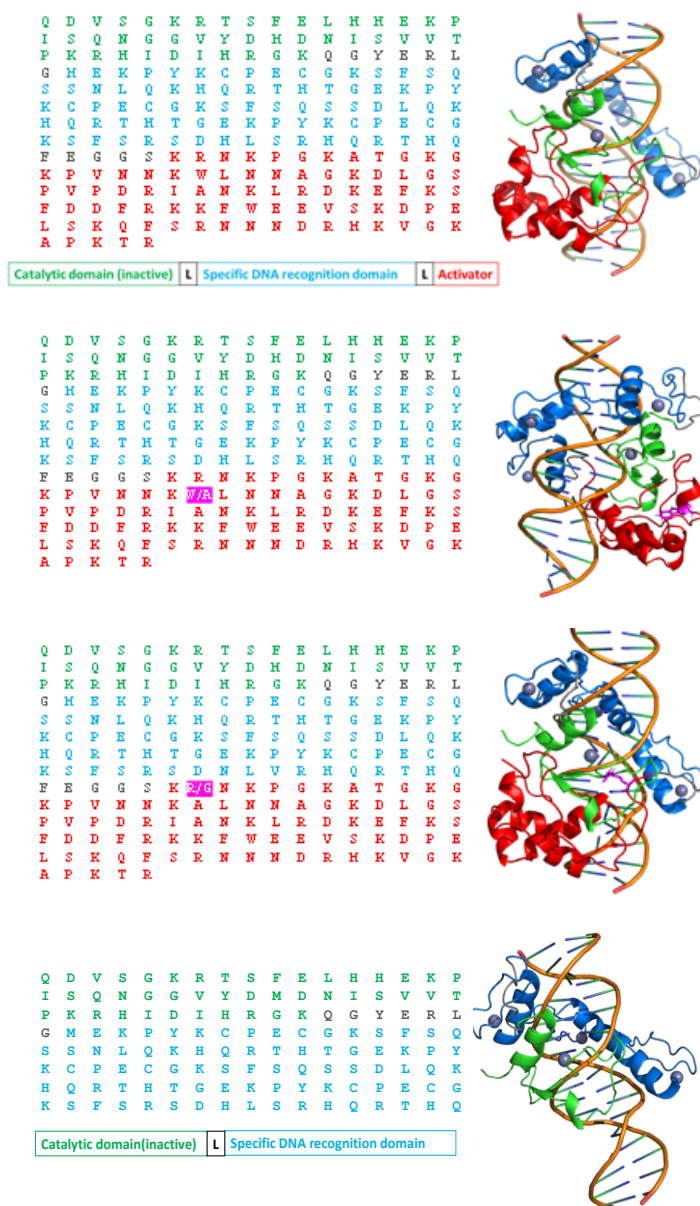 Q D V S G K R T S F E L H H E K P
I S Q N G G V Y D H D N I S V V T
P K R H I D I H R G K Q G Y E R L
G H E K P Y K C P E C G K S F S Q
S S N L Q K H Q R T H T G E K P Y
K C P E C G K S F S Q S S D L Q K
H Q R T H T G E K P Y K C P E C G
K S F S R S D H L S R H Q R T H Q
F E G G S K R N K P G K A T G K G
K P V N N K W L N N A G K D L G S
P V P D R I A N K L R D K E F K S
F D D F R K K F W E E V S K D P E
L S K Q F S R N N N D R H K V G K
A P K T R
Catalytic domain (inactive) L Specific DNA recognition domain L Activator
Q D V S G K R T S F E L H H E K P
I S Q N G G V Y D H D N I S V V T
P K R H I D I H R G K Q G Y E R L
G H E K P Y K C P E C G K S F S Q
S S N L Q K H Q R T H T G E K P Y
K C P E C G K S F S Q S S D L Q K
H Q R T H T G E K P Y K C P E C G
K S F S R S D H L S R H Q R T H Q
F E G G S K R N K P G K A T G K G
K P V N N K W/A L N N A G K D L G S
P V P D R I A N K L R D K E F K S
F D D F R K K F W E E V S K D P E
L S K Q F S R N N N D R H K V G K
A P K T R
Q D V S G K R T S F E L H H E K P
I S Q N G G V Y D H D N I S V V T
P K R H I D I H R G K Q G Y E R L
G H E K P Y K C P E C G K S F S Q
S S N L Q K H Q R T H T G E K P Y
K C P E C G K S F S Q S S D L Q K
H Q R T H T G E K P Y K C P E C G
K S F S R S D N L V R H Q R T H Q
F E G G S K R/G N K P G K A T G K G
K P V N N K A L N N A G K D L G S
P V P D R I A N K L R D K E F K S
F D D F R K K F W E E V S K D P E
L S K Q F S R N N N D R H K V G K
A P K T R
Q D V S G K R T S F E L H H E K P
I S Q N G G V Y D M D N I S V V T
P K R H I D I H R G K Q G Y E R L
G M E K P Y K C P E C G K S F S Q
S S N L Q K H Q R T H T G E K P Y
K C P E C G K S F S Q S S D L Q K
H Q R T H T G E K P Y K C P E C G
K S F S R S D H L S R H Q R T H Q
Catalytic domain(inactive) L Specific DNA recognition domain